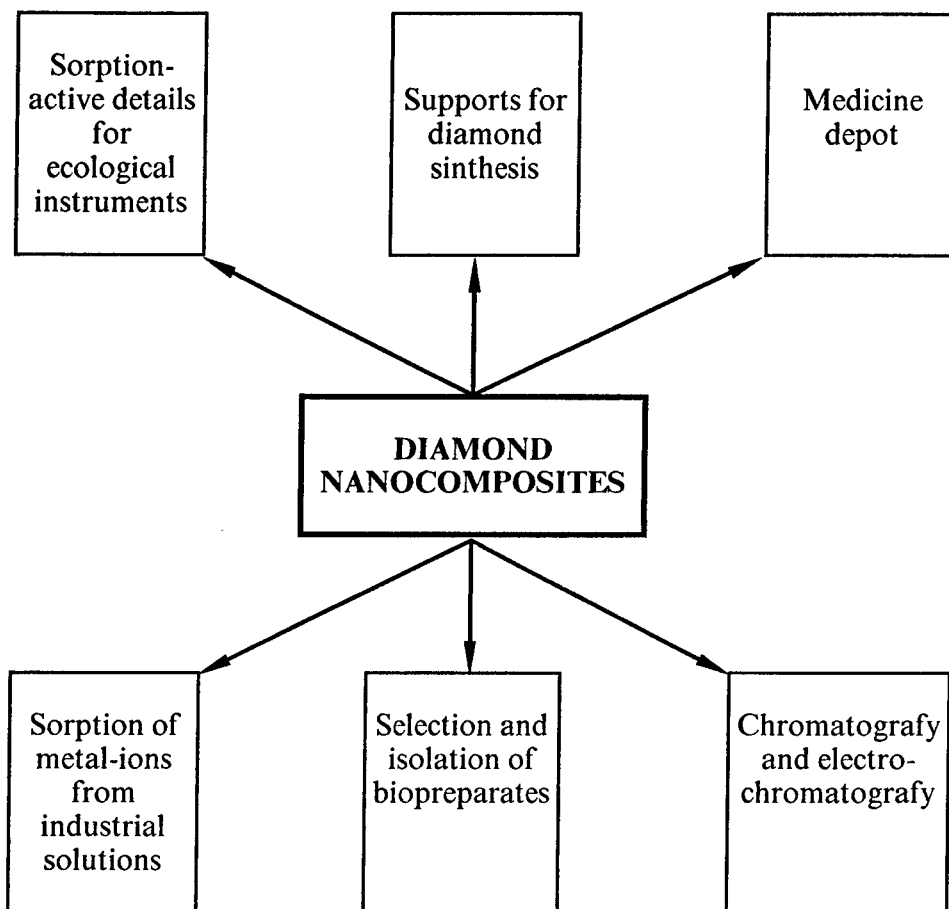 Sorption-
active details
for
ecological
instruments
Supports for
diamond
sinthesis
Medicine
depot
DIAMOND
NANOCOMPOSITES
Sorption of
metal-ions
from
industrial
solutions
Selection and
isolation of
biopreparates
Chromatografy
and electro-
chromatografy